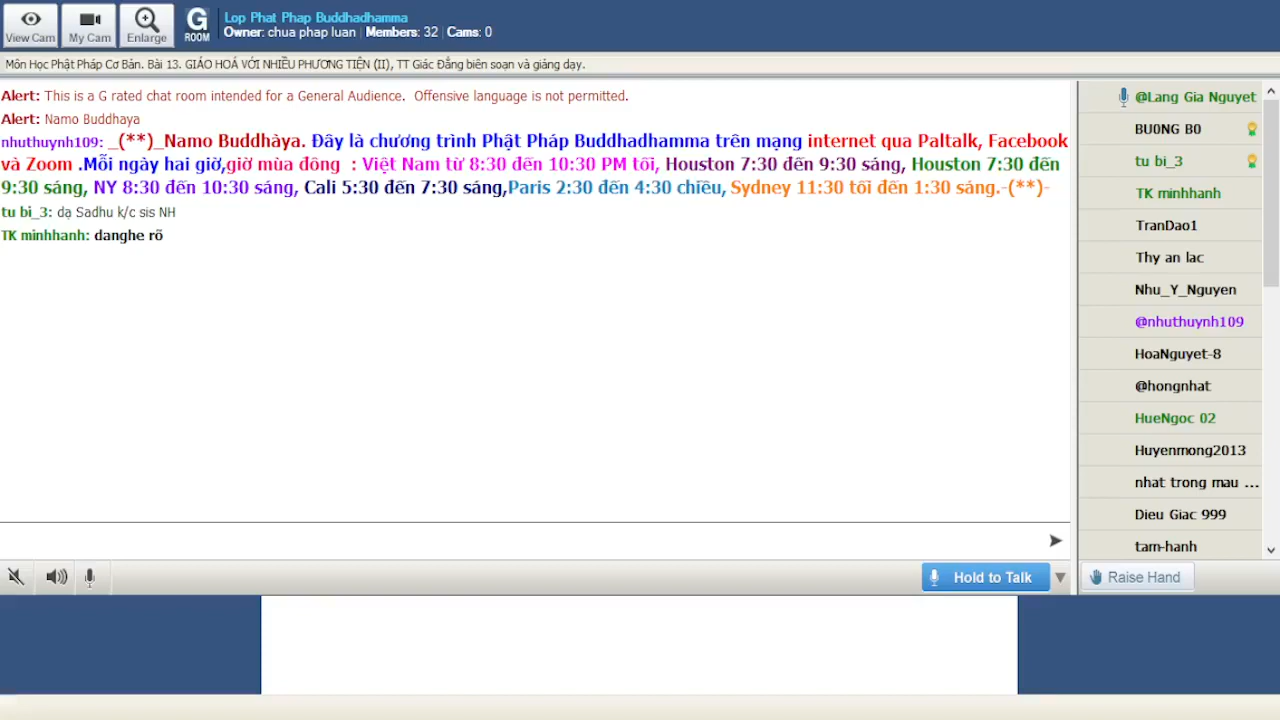 View Cam
My Cam
Enlarge
G
ROOM
Lop Phat Phap Buddhadhamma
Owner: chua phap luan | Members: 32 | Cams: 0
Môn Học Phật Pháp Cơ Bản. Bài 13. GIÁO HOÁ VỚI NHIỀU PHƯƠNG TIỆN (II), TT Giác Đẳng biên soạn và giảng dạy.
Alert: This is a G rated chat room intended for a General Audience. Offensive language is not permitted.
Alert: Namo Buddhaya
nhuthuynh109: _(**)_Namo Buddhàya. Đây là chương trình Phật Pháp Buddhadhamma trên mạng internet qua Paltalk, Facebook
và Zoom .Mỗi ngày hai giờ,giờ mùa đông : Việt Nam từ 8:30 đến 10:30 PM tối, Houston 7:30 đến 9:30 sáng, Houston 7:30 đến
9:30 sáng, NY 8:30 đến 10:30 sáng, Cali 5:30 đến 7:30 sáng,Paris 2:30 đến 4:30 chiều, Sydney 11:30 tối đến 1:30 sáng.-(**)-
tu bi_3: dạ Sadhu k/c sis NH
TK minhhanh: danghe rõ
@Lang Gia Nguyet
BU0NG B0
tu bi_3
TK minhhanh
TranDao1
Thy an lac
Nhu_Y_Nguyen
@nhuthuynh109
HoaNguyet-8
@hongnhat
HueNgoc 02
Huyenmong2013
nhat trong mau ...
Dieu Giac 999
tam-hanh
Hold to Talk
Raise Hand